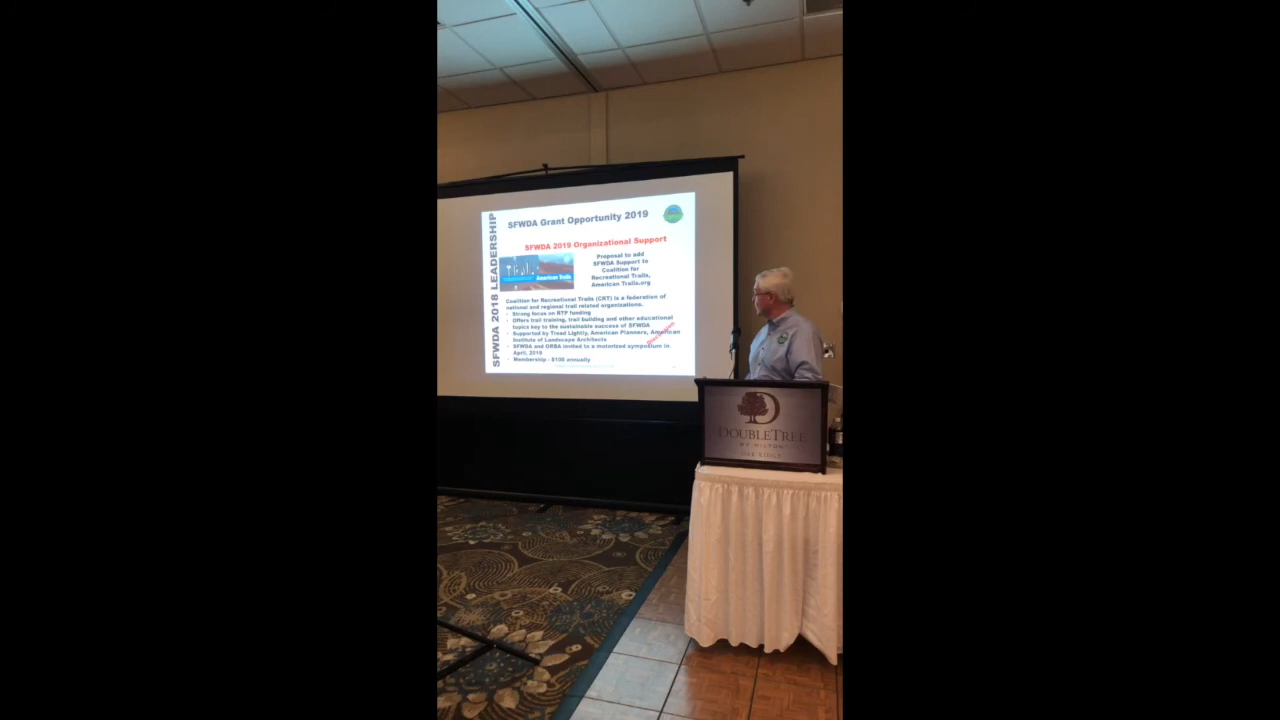 SFWDA 2018 LEADERSHIP
SFWDA Grant Opportunity 2019
SFWDA 2019 Organizational Support
American Trails
Proposal to add
SFWDA Support to
Coalition for
Recreational Trails,
American Trails.org
Coalition for Recreational Trails (CRT) is a federation of
national and regional trail related organizations.
• Strong focus on RTP funding
• Offers trail training, trail building and other educational
topics key to the sustainable success of SFWDA
• Supported by Tread Lightly, American Planners, American
Institute of Landscape Architects
• SFWDA and ORBA invited to a motorized symposium in
April, 2019
• Membership - $100 annually
D
DOUBLETREE
BY HILTON
OAK RIDGE